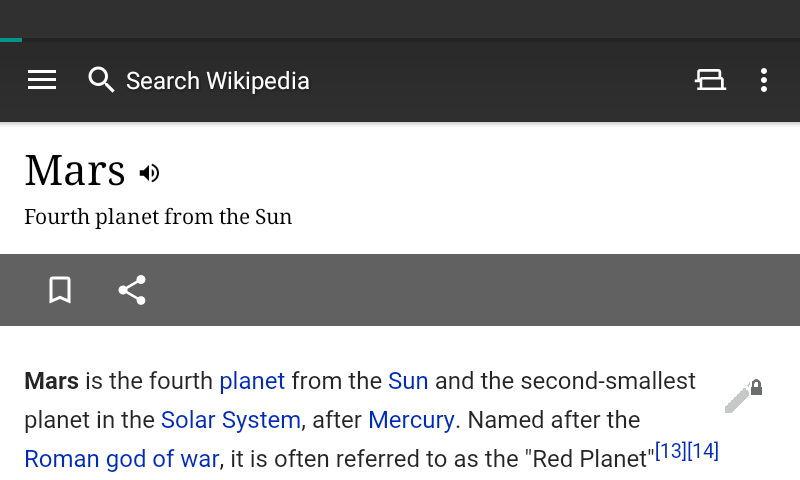 Search Wikipedia
Mars
Fourth planet from the Sun
Mars is the fourth planet from the Sun and the second-smallest
planet in the Solar System, after Mercury. Named after the
Roman god of war, it is often referred to as the "Red Planet"[13][14]